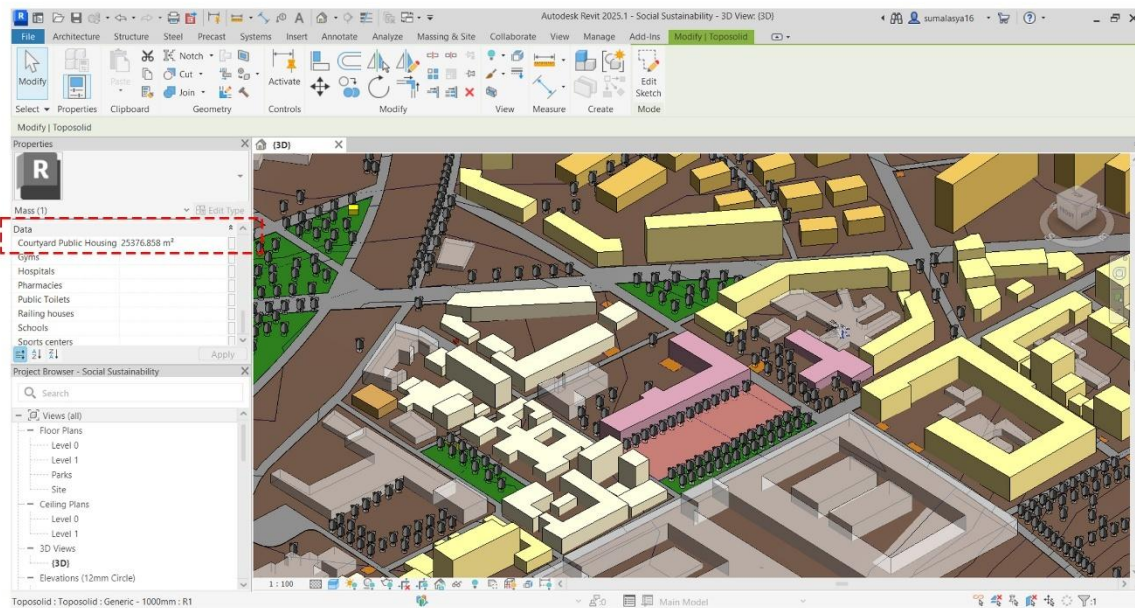 Autodesk Revit 2025.1 - Social Sustainability - 3D View: {3D}
sumalasya16
File Architecture Structure Steel Precast Systems Insert Annotate Analyze Massing & Site Collaborate View Manage Add-Ins Modify | Toposolid
Notch
Cut
Join
Modify
Paste
Activate
Edit
Sketch
Select Properties Clipboard Geometry Controls Modify View Measure Create Mode
Modify | Toposolid
Properties
{3D}
R
Mass (1)
Edit Type
Data
Courtyard Public Housing 25376.858 m²
Gyms
Hospitals
Pharmacies
Public Toilets
Railing houses
Schools
Sports centers
Apply
Project Browser - Social Sustainability
Search
Views (all)
Floor Plans
Level 0
Level 1
Parks
Site
Ceiling Plans
Level 0
Level 1
3D Views
{3D}
Elevations (12mm Circle)
1 : 100
Toposolid : Toposolid : Generic - 1000mm : R1
:0
Main Model
:1